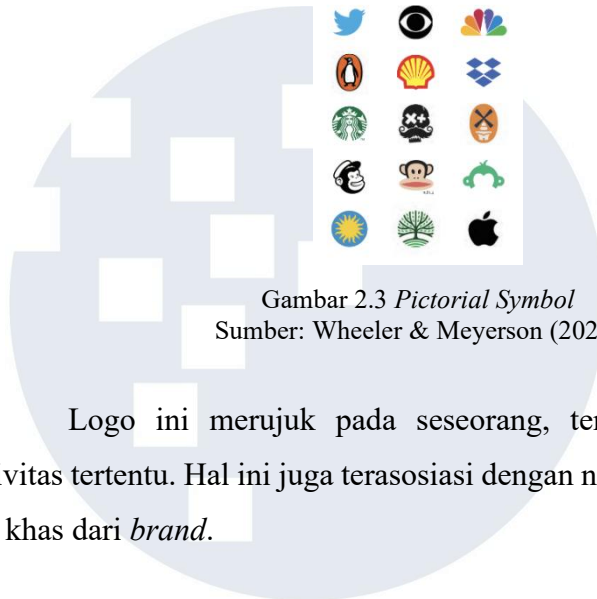 Gambar 2.3 Pictorial Symbol
Sumber: Wheeler & Meyerson (202
Logo ini merujuk pada seseorang,
vitas tertentu. Hal ini juga terasosiasi dengan
khas dari brand.